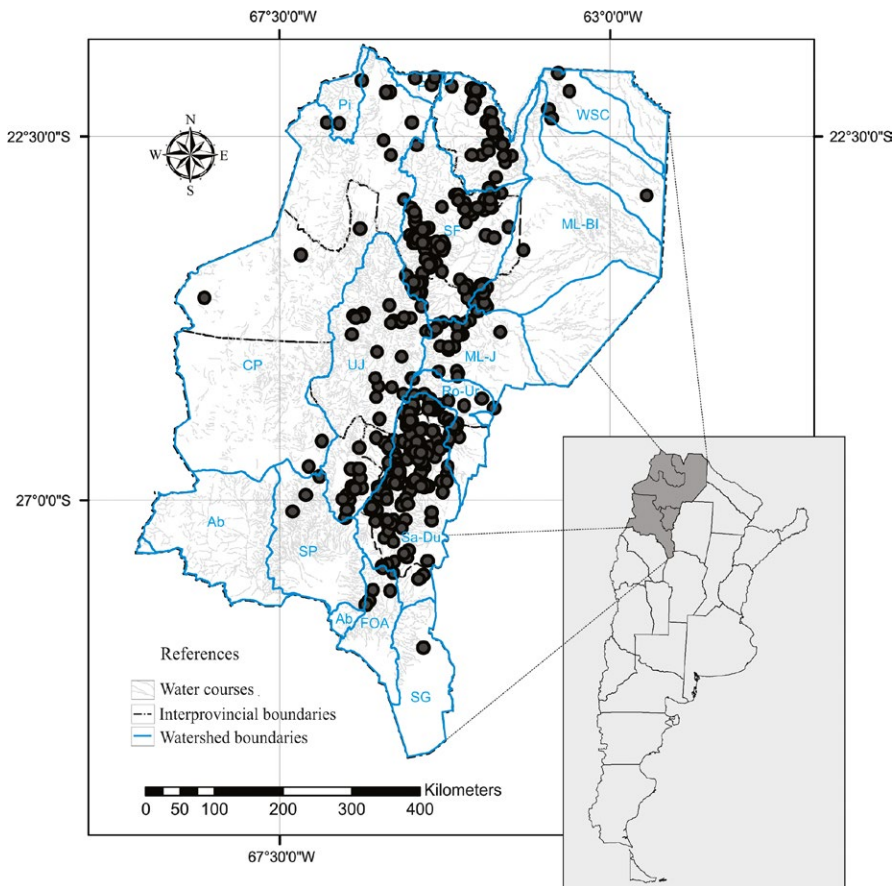 67°30'0"W
63°0'0"W
22°30'0"S
22°30'0"S
N
W
E
S
Pi
WSC
ML-BI
SF
CP
UJ
ML-J
Ro-Ur
27°0'0"S
27°0'0"S
Ab
SP
Sa-Du
Ab
FOA
SG
References
Water courses
Interprovincial boundaries
Watershed boundaries
Kilometers
0 50 100 200 300 400
67°30'0"W